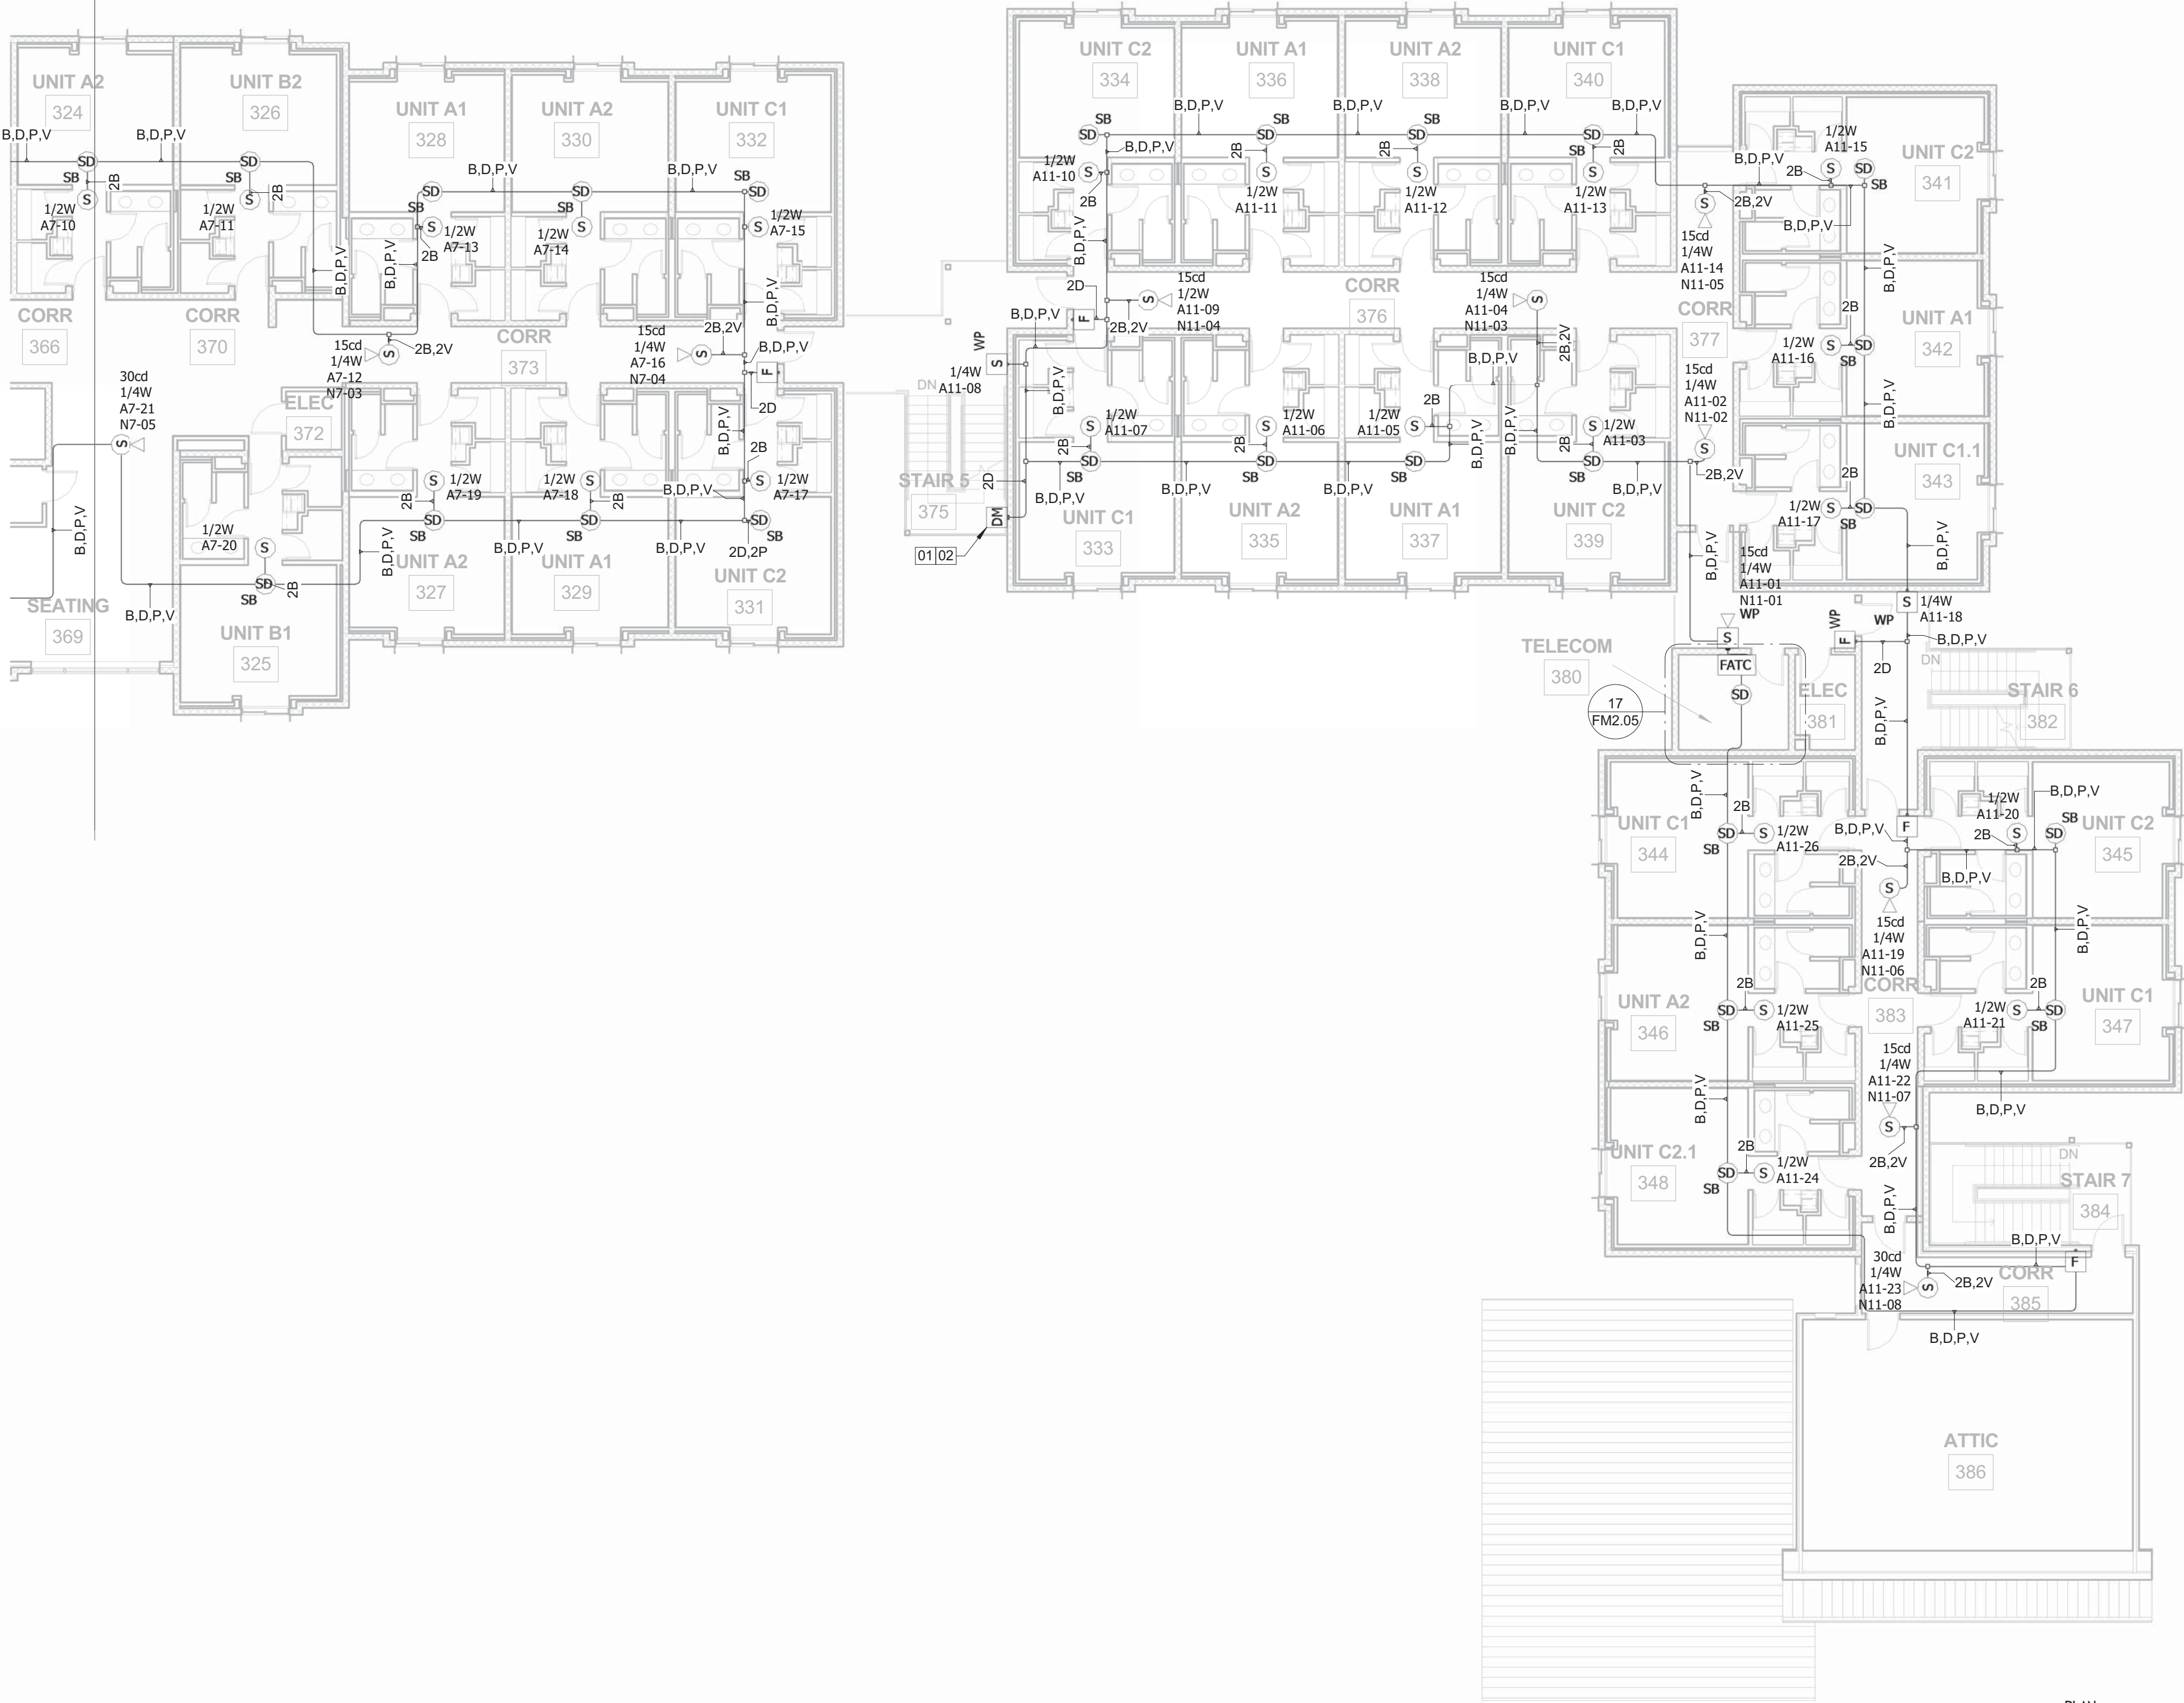 UNIT A2
324
B,D,P,V
SD
SB
2B
S
1/2W
A7-10
B,D,P,V
UNIT B2
326
SD
SB
2B
S
1/2W
A7-11
B,D,P,V
UNIT A1
328
SD
SB
S
1/2W
A7-13
2B
B,D,P,V
B,D,P,V
UNIT A2
330
SD
SB
S
1/2W
A7-14
B,D,P,V
UNIT C1
332
SB
SD
S
1/2W
A7-15
B,D,P,V
CORR
366
CORR
370
15cd
1/4W
A7-12
N7-03
S
2B,2V
CORR
373
15cd
1/4W
A7-16
N7-04
S
2B,2V
B,D,P,V
F
2D
B,D,P,V
2B
30cd
1/4W
A7-21
N7-05
S
ELEC
372
B,D,P,V
SEATING
369
B,D,P,V
1/2W
A7-20
S
SD
2B
SB
UNIT B1
325
B,D,P,V
S
1/2W
A7-19
2B
SD
SB
UNIT A2
327
B,D,P,V
1/2W
A7-18
S
2B
SD
SB
UNIT A1
329
B,D,P,V
B,D,P,V
S
1/2W
A7-17
SD
SB
2D,2P
UNIT C2
331
UNIT C2
334
SB
SD
B,D,P,V
1/2W
A11-10
S
2B
B,D,P,V
UNIT A1
336
B,D,P,V
SB
SD
2B
S
1/2W
A11-11
UNIT A2
338
B,D,P,V
SB
SD
2B
S
1/2W
A11-12
UNIT C1
340
B,D,P,V
B,D,P,V
SD
SB
2B
S
1/2W
A11-13
1/2W
A11-15
B,D,P,V
2B
S
SD
SB
UNIT C2
341
2B,2V
S
15cd
1/4W
A11-14
N11-05
B,D,P,V
B,D,P,V
2D
S
15cd
1/2W
A11-09
N11-04
2B,2V
F
B,D,P,V
CORR
376
15cd
1/4W
A11-04
N11-03
S
2B,2V
CORR
377
UNIT A1
342
2B
1/2W
A11-16
S
SD
SB
B,D,P,V
WP
S
1/4W
A11-08
B,D,P,V
DN
STAIR 5
375
2D
DM
01 02
S
1/2W
A11-07
2B
SD
SB
B,D,P,V
UNIT C1
333
S
1/2W
A11-06
2B
SD
SB
B,D,P,V
UNIT A2
335
1/2W
A11-05
S
2B
SD
SB
B,D,P,V
B,D,P,V
B,D,P,V
UNIT A1
337
B,D,P,V
S
1/2W
A11-03
2B
SD
SB
B,D,P,V
UNIT C2
339
15cd
1/4W
A11-02
N11-02
S
2B,2V
B,D,P,V
UNIT C1.1
343
2B
1/2W
A11-17
S
SD
SB
B,D,P,V
15cd
1/4W
A11-01
N11-01
WP
S
FATC
SD
TELECOM
380
17
FM2.05
ELEC
381
WP
F
WP
S
1/4W
A11-18
B,D,P,V
2D
DN
B,D,P,V
STAIR 6
382
B,D,P,V
UNIT C1
344
2B
SD
SB
S
1/2W
A11-26
B,D,P,V
F
B,D,P,V
2B,2V
S
15cd
1/4W
A11-19
N11-06
1/2W
A11-20
2B
S
SB
SD
B,D,P,V
B,D,P,V
UNIT C2
345
B,D,P,V
UNIT A2
346
2B
SD
SB
S
1/2W
A11-25
B,D,P,V
CORR
383
2B
S
SD
SB
1/2W
A11-21
UNIT C1
347
15cd
1/4W
A11-22
N11-07
S
2B,2V
B,D,P,V
UNIT C2.1
348
2B
SD
SB
S
1/2W
A11-24
B,D,P,V
DN
STAIR 7
384
B,D,P,V
F
30cd
1/4W
A11-23
N11-08
S
2B,2V
CORR
385
B,D,P,V
ATTIC
386